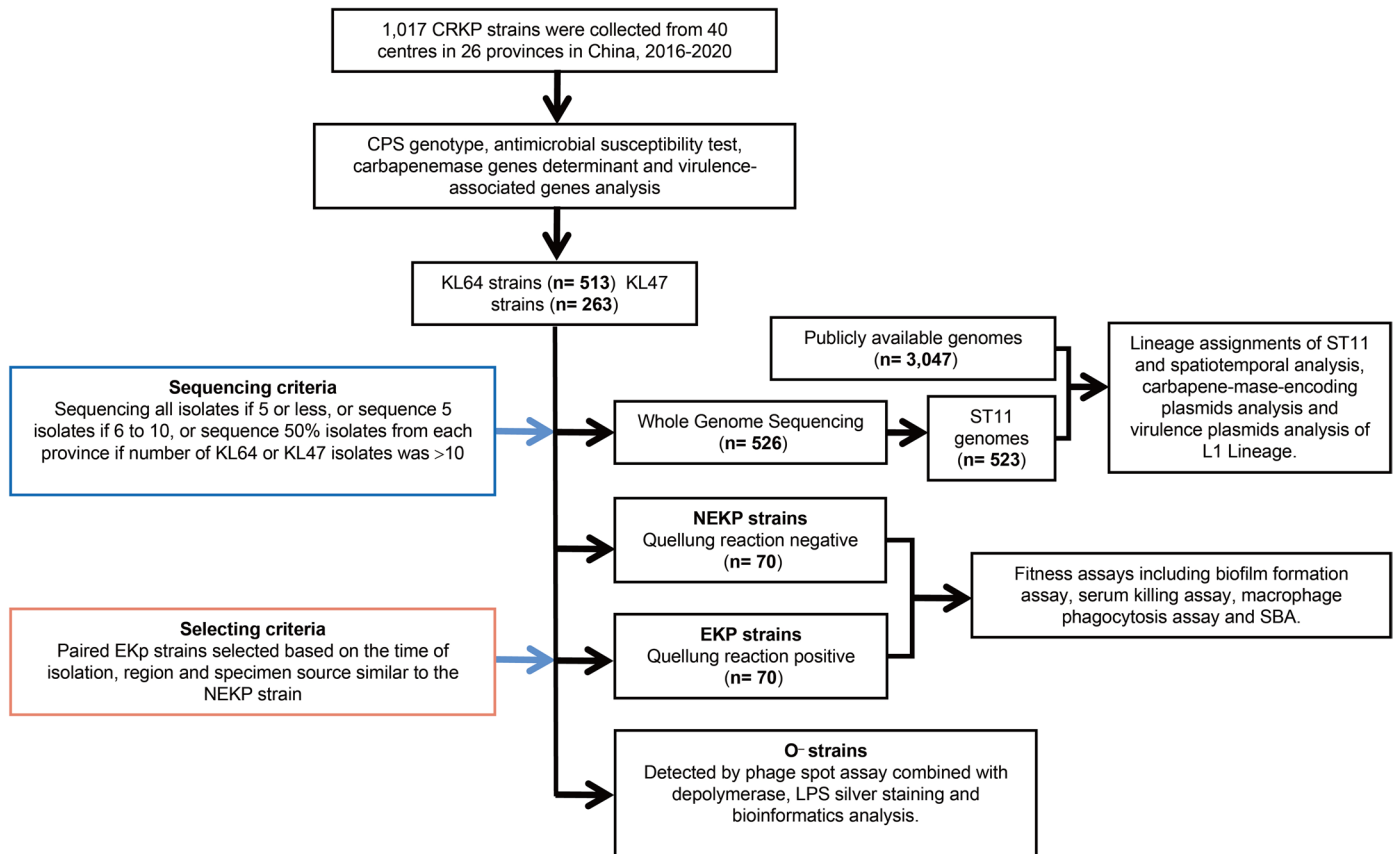 1,017 CRKP strains were collected from 40
centres in 26 provinces in China, 2016-2020
CPS genotype, antimicrobial susceptibility test,
carbapenemase genes determinant and virulence-
associated genes analysis
KL64 strains (n= 513) KL47
strains (n= 263)
Sequencing criteria
Sequencing all isolates if 5 or less, or sequence 5
isolates if 6 to 10, or sequence 50% isolates from each
province if number of KL64 or KL47 isolates was >10
Publicly available genomes
(n= 3,047)
Whole Genome Sequencing
(n= 526)
ST11
genomes
(n= 523)
Lineage assignments of ST11
and spatiotemporal analysis,
carbapene-mase-encoding
plasmids analysis and
virulence plasmids analysis of
L1 Lineage.
NEKP strains
Quellung reaction negative
(n= 70)
Selecting criteria
Paired EKp strains selected based on the time of
isolation, region and specimen source similar to the
NEKP strain
EKP strains
Quellung reaction positive
(n= 70)
Fitness assays including biofilm formation
assay, serum killing assay, macrophage
phagocytosis assay and SBA.
O⁻ strains
Detected by phage spot assay combined with
depolymerase, LPS silver staining and
bioinformatics analysis.